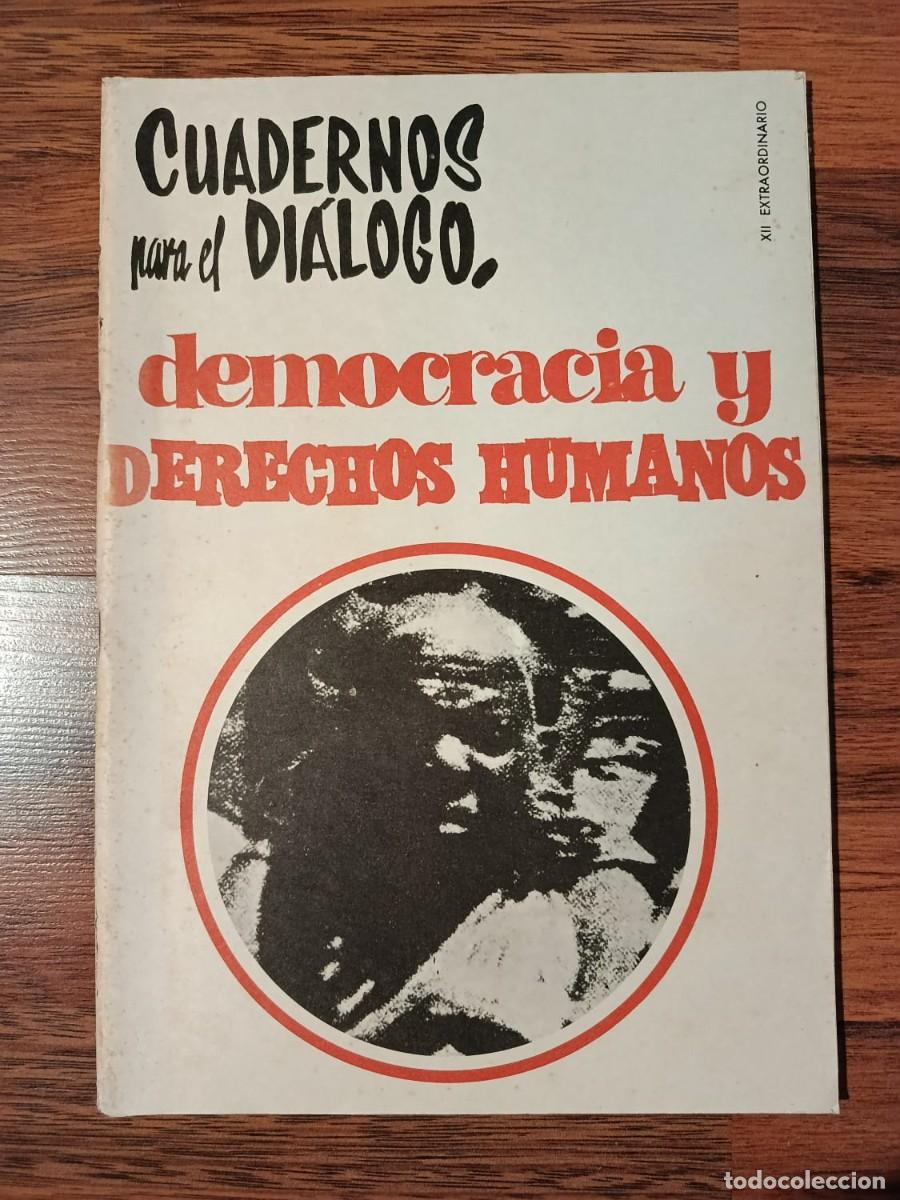 CUADERNOS
para el DIÁLOGO.
XII EXTRAORDINARIO
democracia y
DERECHOS HUMANOS
todocoleccion